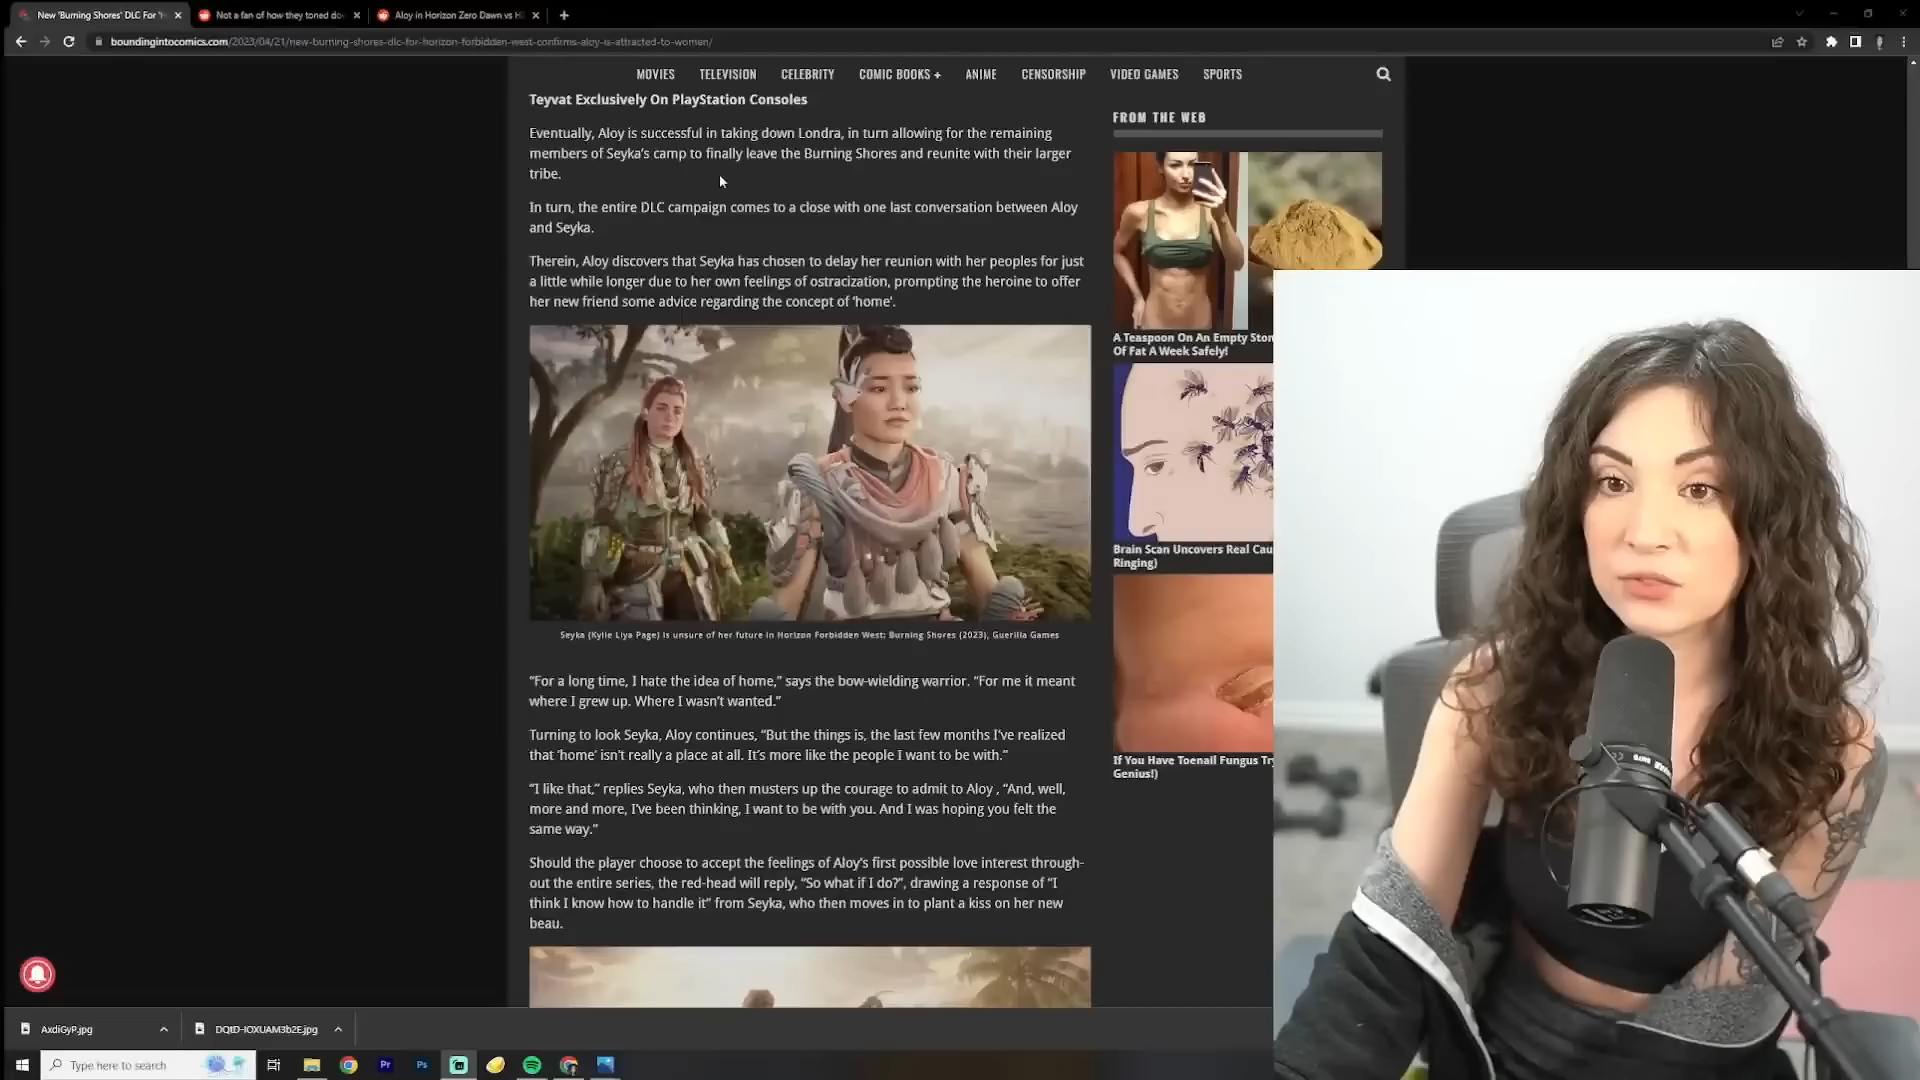 New 'Burning Shores' DLC For 'H
Not a fan of how they toned do
Aloy in Horizon Zero Dawn vs H
boundingintocomics.com/2023/04/21/new-burning-shores-dlc-for-horizon-forbidden-west-confirms-aloy-is-attracted-to-women/
MOVIES TELEVISION CELEBRITY COMIC BOOKS + ANIME CENSORSHIP VIDEO GAMES SPORTS
Teyvat Exclusively On PlayStation Consoles
Eventually, Aloy is successful in taking down Londra, in turn allowing for the remaining
members of Seyka's camp to finally leave the Burning Shores and reunite with their larger
tribe.
In turn, the entire DLC campaign comes to a close with one last conversation between Aloy
and Seyka.
Therein, Aloy discovers that Seyka has chosen to delay her reunion with her peoples for just
a little while longer due to her own feelings of ostracization, prompting the heroine to offer
her new friend some advice regarding the concept of 'home'.
Seyka (Kylie Liya Page) is unsure of her future in Horizon Forbidden West: Burning Shores (2023), Guerilla Games
“For a long time, I hate the idea of home,” says the bow-wielding warrior. “For me it meant
where I grew up. Where I wasn't wanted.”
Turning to look Seyka, Aloy continues, “But the things is, the last few months I've realized
that 'home' isn't really a place at all. It's more like the people I want to be with.”
“I like that,” replies Seyka, who then musters up the courage to admit to Aloy , “And, well,
more and more, I've been thinking, I want to be with you. And I was hoping you felt the
same way.”
Should the player choose to accept the feelings of Aloy's first possible love interest through-
out the entire series, the red-head will reply, “So what if I do?”, drawing a response of “I
think I know how to handle it” from Seyka, who then moves in to plant a kiss on her new
beau.
FROM THE WEB
A Teaspoon On An Empty Ston
Of Fat A Week Safely!
Brain Scan Uncovers Real Cau
Ringing)
If You Have Toenail Fungus Try
Genius!)
AxdiGyP.jpg
DQtD-IOXUAM3b2E.jpg
Type here to search
Pr
Ps